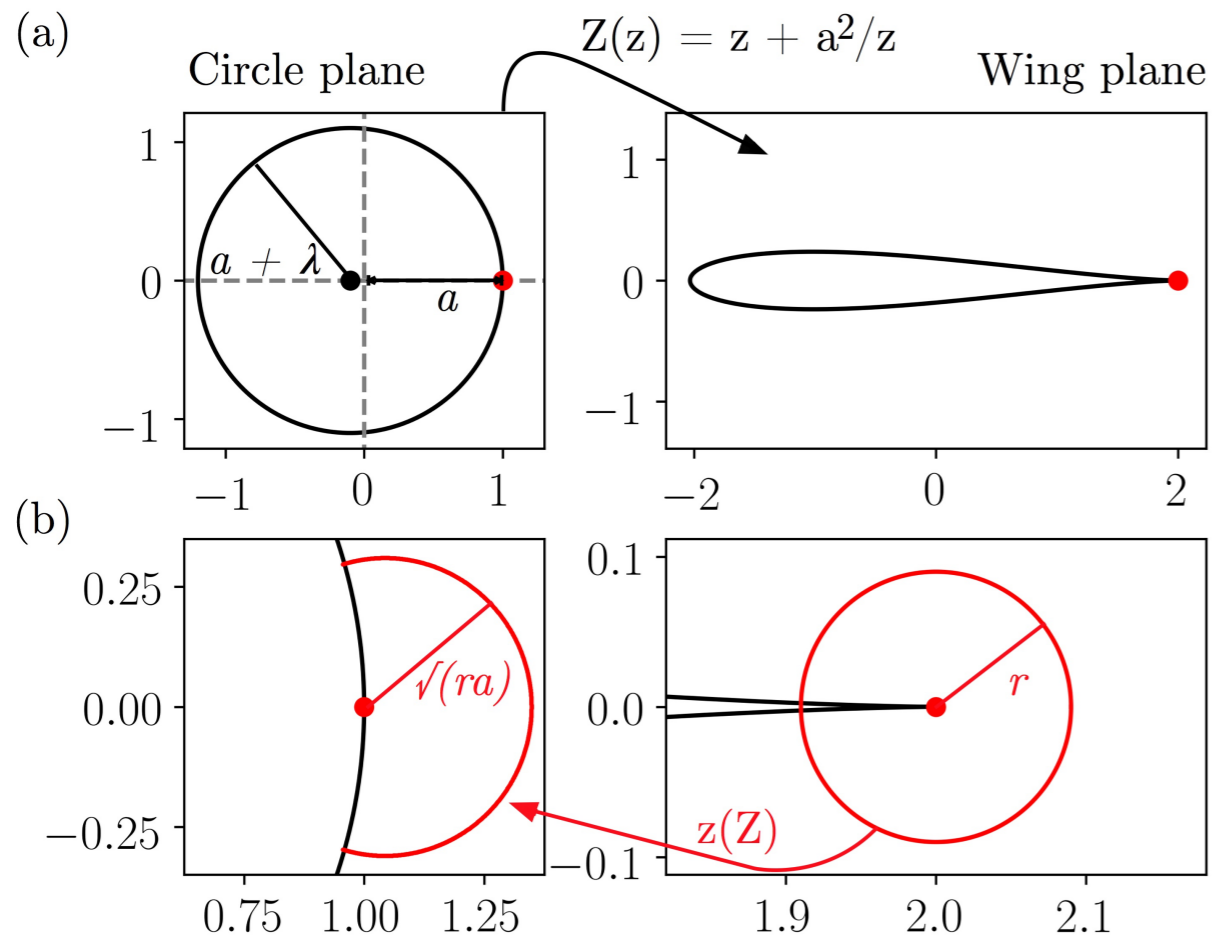 (a)
Z(z) = z + a²/z
Circle plane
Wing plane
1
0
−1
a + λ
a
−1
0
1
1
0
−1
−2
0
2
(b)
0.25
0.00
−0.25
√(ra)
0.75
1.00
1.25
0.1
0.0
−0.1
r
z(Z)
1.9
2.0
2.1